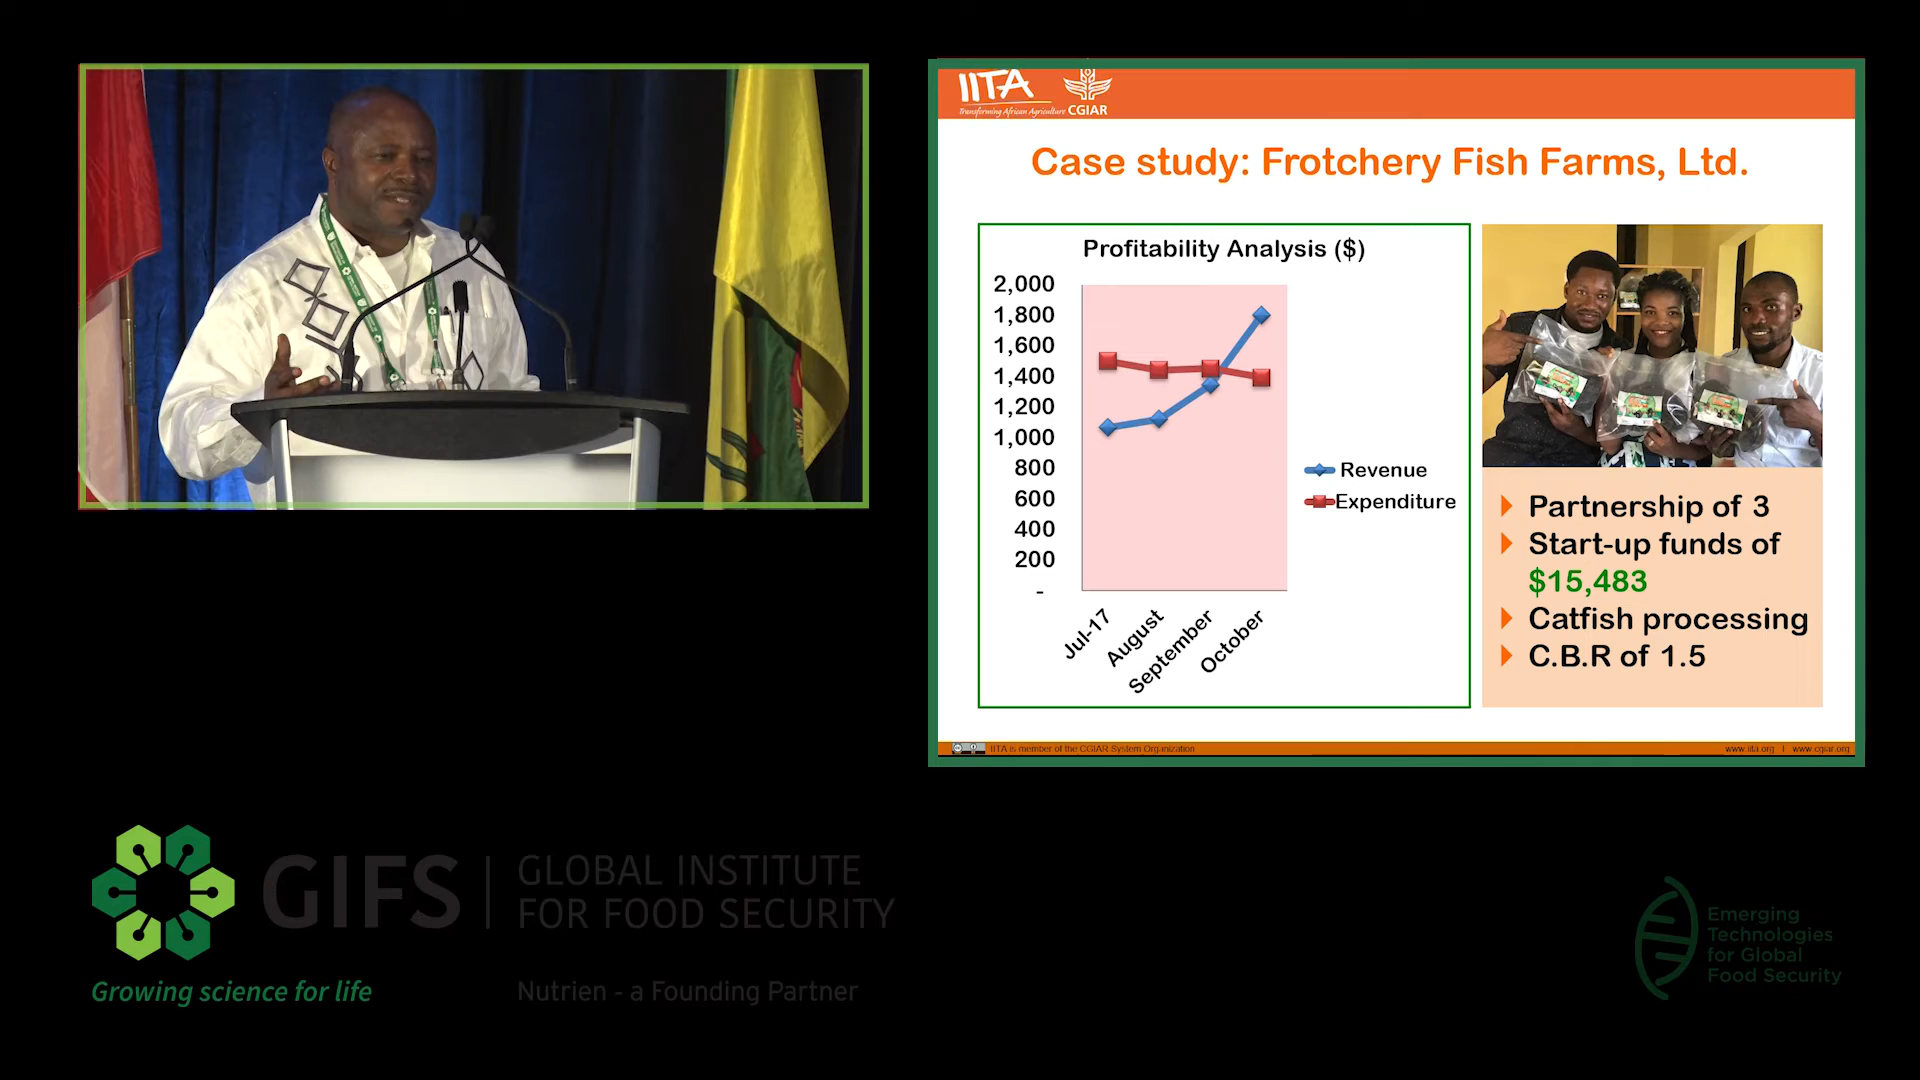 IITA
Transforming African Agriculture
CGIAR
Case study: Frotchery Fish Farms, Ltd.
Profitability Analysis ($)
2,000
1,800
1,600
1,400
1,200
1,000
800
600
400
200
-
Jul-17
August
September
October
Revenue
Expenditure
Partnership of 3
Start-up funds of
$15,483
Catfish processing
C.B.R of 1.5
IITA is member of the CGIAR System Organization
www.iita.org | www.cgiar.org
GIFS
GLOBAL INSTITUTE
FOR FOOD SECURITY
Growing science for life
Nutrien - a Founding Partner
Emerging
Technologies
for Global
Food Security